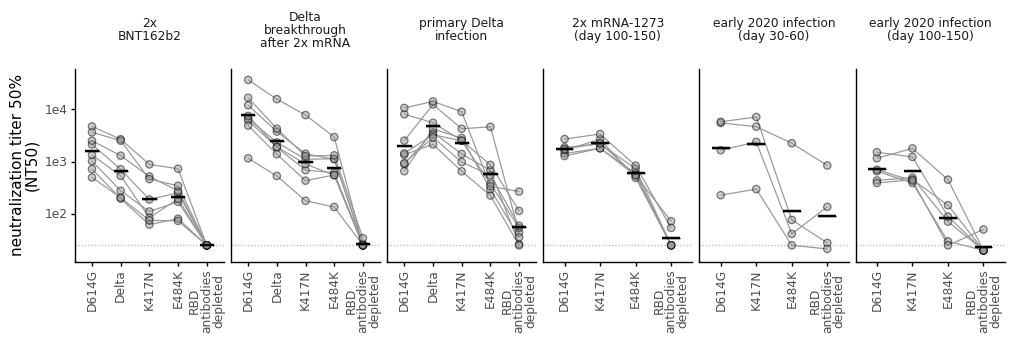 2x
BNT162b2
Delta
breakthrough
after 2x mRNA
primary Delta
infection
2x mRNA-1273
(day 100-150)
early 2020 infection
(day 30-60)
early 2020 infection
(day 100-150)
neutralization titer 50%
(NT50)
1e4
1e3
1e2
D614G
Delta
K417N
E484K
RBD
antibodies
depleted
D614G
Delta
K417N
E484K
RBD
antibodies
depleted
D614G
Delta
K417N
E484K
RBD
antibodies
depleted
D614G
K417N
E484K
RBD
antibodies
depleted
D614G
K417N
E484K
RBD
antibodies
depleted
D614G
K417N
E484K
RBD
antibodies
depleted